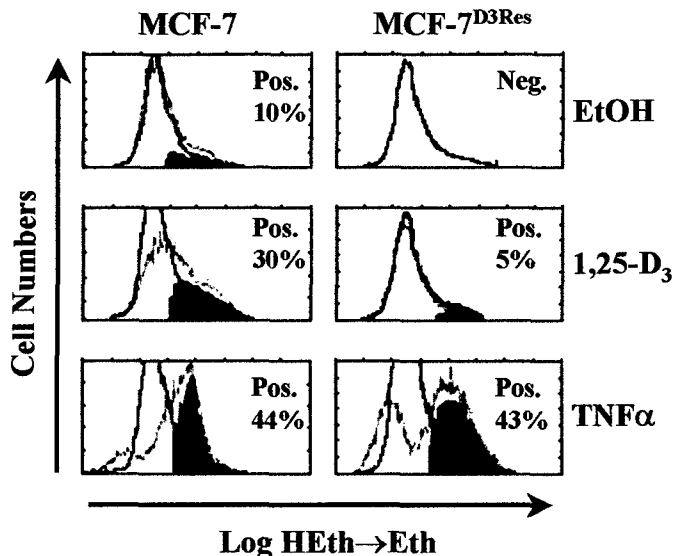 MCF-7
MCF-7D3Res
Pos.
10%
Neg.
EtOH
Pos.
30%
Pos.
5%
1,25-D3
Pos.
44%
Pos.
43%
TNFα
Cell Numbers
Log HEth→Eth